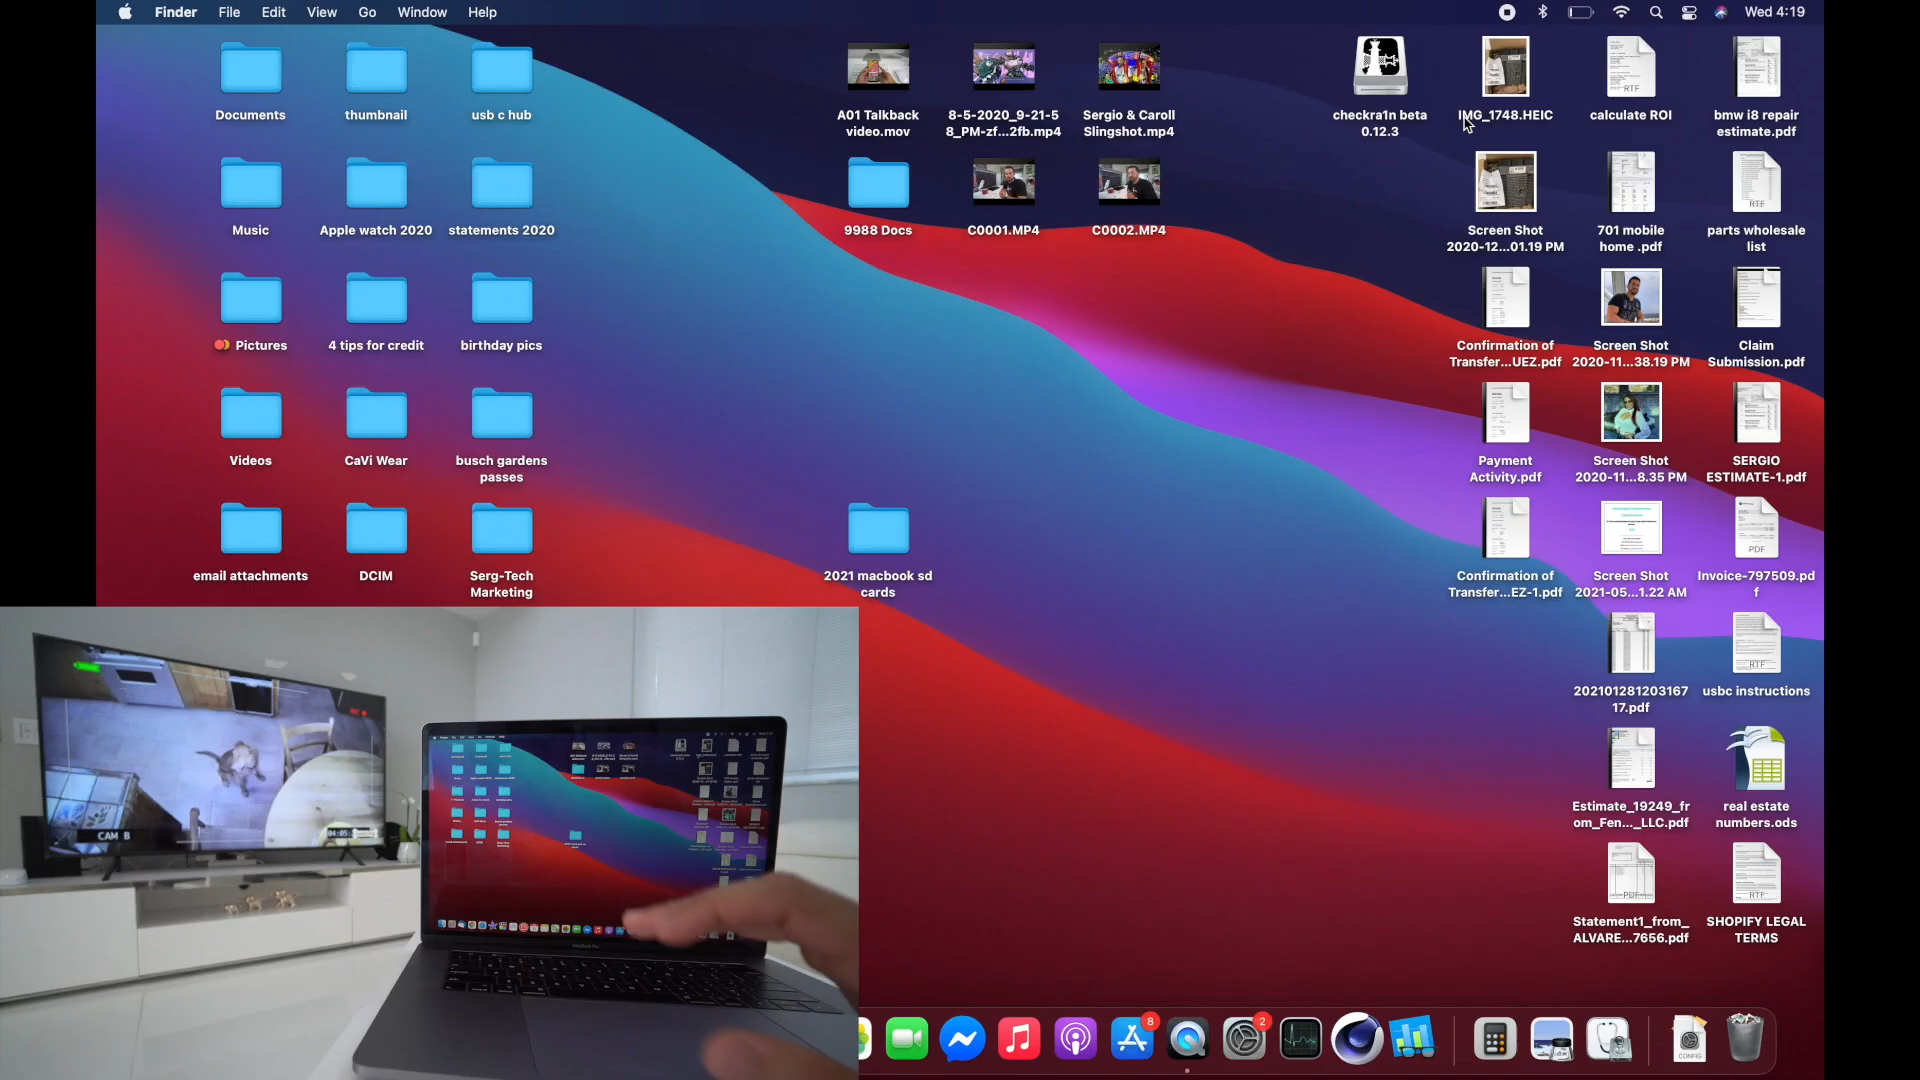 Finder File Edit View Go Window Help
Wed 4:19
Documents
thumbnail
usb c hub
A01 Talkback
video.mov
8-5-2020_9-21-5
8_PM-zf...2fb.mp4
Sergio & Caroll
Slingshot.mp4
checkra1n beta
0.12.3
IMG_1748.HEIC
RTF
calculate ROI
bmw i8 repair
estimate.pdf
Music
Apple watch 2020
statements 2020
9988 Docs
C0001.MP4
C0002.MP4
Screen Shot
2020-12...01.19 PM
701 mobile
home .pdf
RTF
parts wholesale
list
Pictures
4 tips for credit
birthday pics
Confirmation of
Transfer...UEZ.pdf
Screen Shot
2020-11...38.19 PM
Claim
Submission.pdf
Videos
CaVi Wear
busch gardens
passes
Payment
Activity.pdf
Screen Shot
2020-11...8.35 PM
SERGIO
ESTIMATE-1.pdf
email attachments
DCIM
Serg-Tech
Marketing
2021 macbook sd
cards
Confirmation of
Transfer...EZ-1.pdf
Screen Shot
2021-05...1.22 AM
PDF
Invoice-797509.pd
f
202101281203167
17.pdf
RTF
usbc instructions
Estimate_19249_fr
om_Fen..._LLC.pdf
real estate
numbers.ods
PDF
Statement1_from_
ALVARE...7656.pdf
RTF
SHOPIFY LEGAL
TERMS
CAM B
8
2
CONFIG